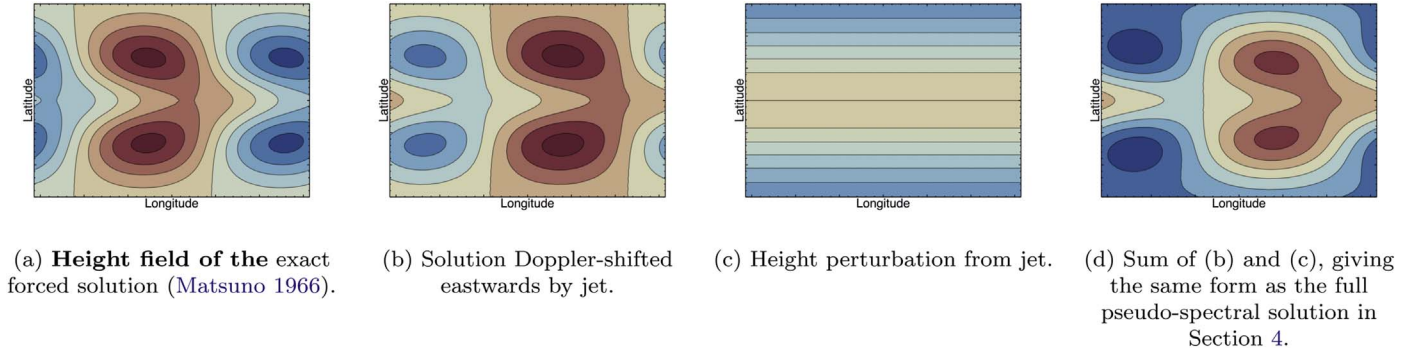 Latitude
Longitude
Latitude
Longitude
Latitude
Longitude
Latitude
Longitude
(a) Height field of the exact
forced solution (Matsuno 1966).
(b) Solution Doppler-shifted
eastwards by jet.
(c) Height perturbation from jet.
(d) Sum of (b) and (c), giving
the same form as the full
pseudo-spectral solution in
Section 4.